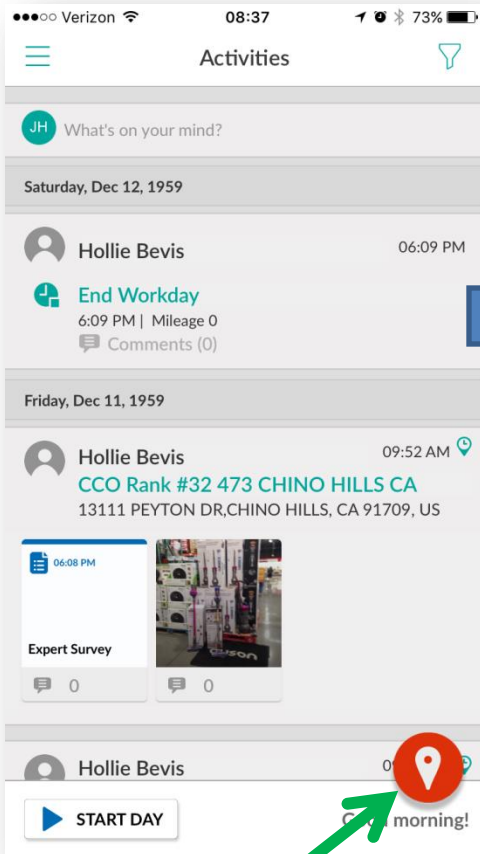 Verizon 08:37 73%
Activities
JH What's on your mind?
Saturday, Dec 12, 1959
Hollie Bevis 06:09 PM
End Workday
6:09 PM | Mileage 0
Comments (0)
Friday, Dec 11, 1959
Hollie Bevis 09:52 AM
CCO Rank #32 473 CHINO HILLS CA
13111 PEYTON DR,CHINO HILLS, CA 91709, US
06:08 PM
Expert Survey
0 0
Hollie Bevis
START DAY morning!